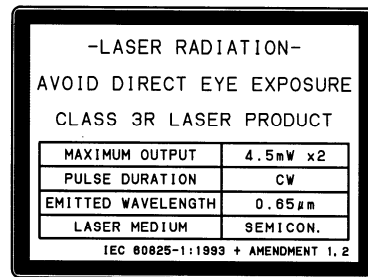 -LASER RADIATION-
AVOID DIRECT EYE EXPOSURE
CLASS 3R LASER PRODUCT
MAXIMUM OUTPUT 4.5mW x2
PULSE DURATION CW
EMITTED WAVELENGTH 0.65μm
LASER MEDIUM SEMICON.
IEC 60825-1:1993 + AMENDMENT 1, 2